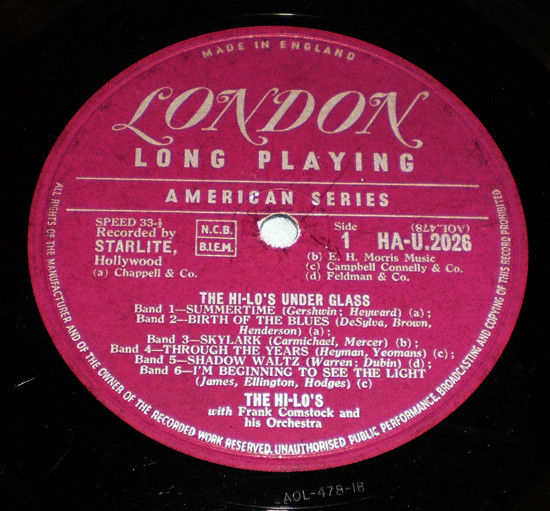 MADE IN ENGLAND
LONDON
LONG PLAYING
AMERICAN SERIES
SPEED 33-⅓
Recorded by
STARLITE,
Hollywood
(a) Chappell & Co.
N.C.B.
B.I.E.M.
Side
1
(AOL.478)
HA-U.2026
(b) E. H. Morris Music
(c) Campbell Connelly & Co.
(d) Feldman & Co.
THE HI-LO'S UNDER GLASS
Band 1—SUMMERTIME (Gershwin; Heyward) (a);
Band 2—BIRTH OF THE BLUES (DeSylva, Brown,
Henderson) (a);
Band 3—SKYLARK (Carmichael, Mercer) (b);
Band 4—THROUGH THE YEARS (Heyman, Yeomans) (c);
Band 5—SHADOW WALTZ (Warren; Dubin) (d);
Band 6—I'M BEGINNING TO SEE THE LIGHT
(James, Ellington, Hodges) (c)
THE HI-LO'S
with Frank Comstock and
his Orchestra
ALL RIGHTS OF THE MANUFACTURER AND OF THE OWNER OF THE RECORDED WORK RESERVED. UNAUTHORISED PUBLIC PERFORMANCE, BROADCASTING AND COPYING OF THIS RECORD PROHIBITED
AOL-478-1B